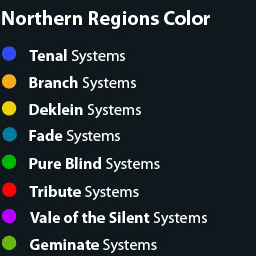 Northern Regions Color
Tenal Systems
Branch Systems
Deklein Systems
Fade Systems
Pure Blind Systems
Tribute Systems
Vale of the Silent Systems
Geminate Systems